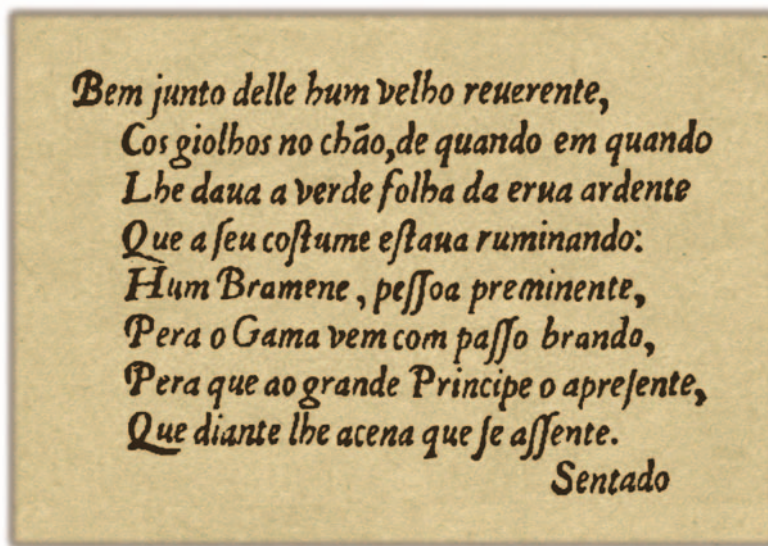 Bem junto delle hum velho reuerente,
Cos giolhos no chão, de quando em quando
Lhe daua a verde folha da erua ardente
Que a ſeu coſtume eſtaua ruminando:
Hum Bramene, peſſoa preminente,
Pera o Gama vem com paſſo brando,
Pera que ao grande Principe o apreſente,
Que diante lhe acena que ſe aſſente.
Sentado